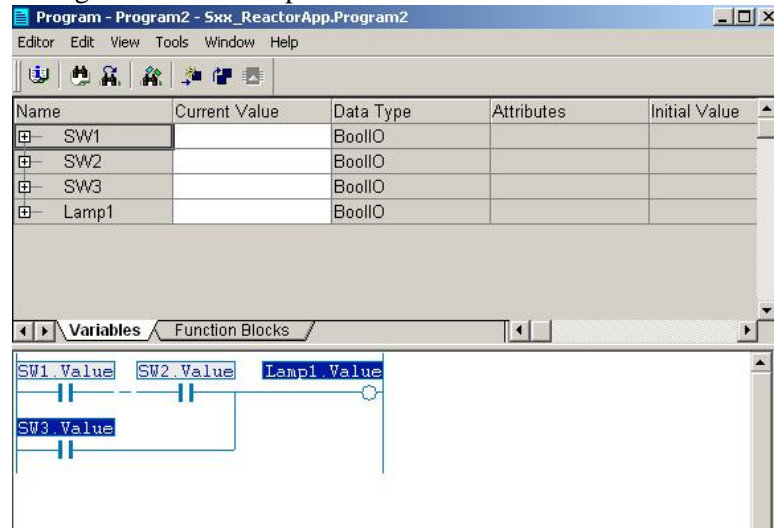 Program - Program2 - Sxx_ReactorApp.Program2
Editor Edit View Tools Window Help
Name Current Value Data Type Attributes Initial Value
SW1 BoolIO
SW2 BoolIO
SW3 BoolIO
Lamp1 BoolIO
Variables Function Blocks
SW1.Value SW2.Value Lamp1.Value
SW3.Value